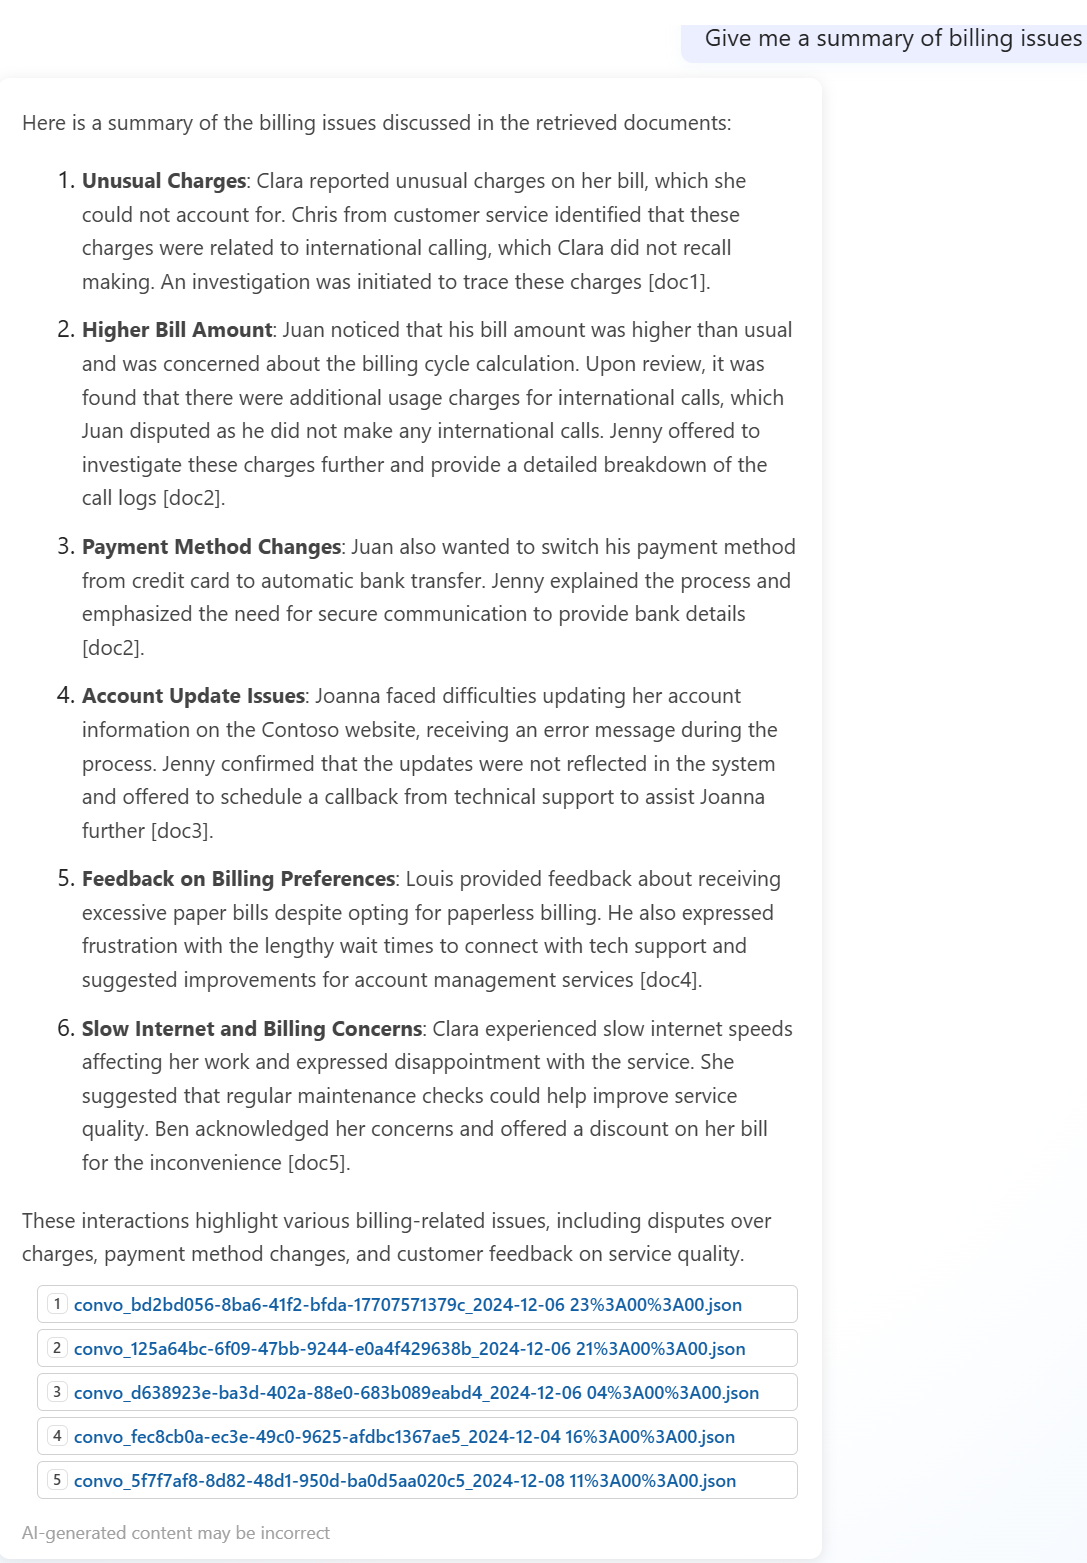 Give me a summary of billing issues
Here is a summary of the billing issues discussed in the retrieved documents:
1. Unusual Charges: Clara reported unusual charges on her bill, which she
could not account for. Chris from customer service identified that these
charges were related to international calling, which Clara did not recall
making. An investigation was initiated to trace these charges [doc1].
2. Higher Bill Amount: Juan noticed that his bill amount was higher than usual
and was concerned about the billing cycle calculation. Upon review, it was
found that there were additional usage charges for international calls, which
Juan disputed as he did not make any international calls. Jenny offered to
investigate these charges further and provide a detailed breakdown of the
call logs [doc2].
3. Payment Method Changes: Juan also wanted to switch his payment method
from credit card to automatic bank transfer. Jenny explained the process and
emphasized the need for secure communication to provide bank details
[doc2].
4. Account Update Issues: Joanna faced difficulties updating her account
information on the Contoso website, receiving an error message during the
process. Jenny confirmed that the updates were not reflected in the system
and offered to schedule a callback from technical support to assist Joanna
further [doc3].
5. Feedback on Billing Preferences: Louis provided feedback about receiving
excessive paper bills despite opting for paperless billing. He also expressed
frustration with the lengthy wait times to connect with tech support and
suggested improvements for account management services [doc4].
6. Slow Internet and Billing Concerns: Clara experienced slow internet speeds
affecting her work and expressed disappointment with the service. She
suggested that regular maintenance checks could help improve service
quality. Ben acknowledged her concerns and offered a discount on her bill
for the inconvenience [doc5].
These interactions highlight various billing-related issues, including disputes over
charges, payment method changes, and customer feedback on service quality.
1 convo_bd2bd056-8ba6-41f2-bfda-17707571379c_2024-12-06 23%3A00%3A00.json
2 convo_125a64bc-6f09-47bb-9244-e0a4f429638b_2024-12-06 21%3A00%3A00.json
3 convo_d638923e-ba3d-402a-88e0-683b089eabd4_2024-12-06 04%3A00%3A00.json
4 convo_fec8cb0a-ec3e-49c0-9625-afdbc1367ae5_2024-12-04 16%3A00%3A00.json
5 convo_5f7f7af8-8d82-48d1-950d-ba0d5aa020c5_2024-12-08 11%3A00%3A00.json
AI-generated content may be incorrect